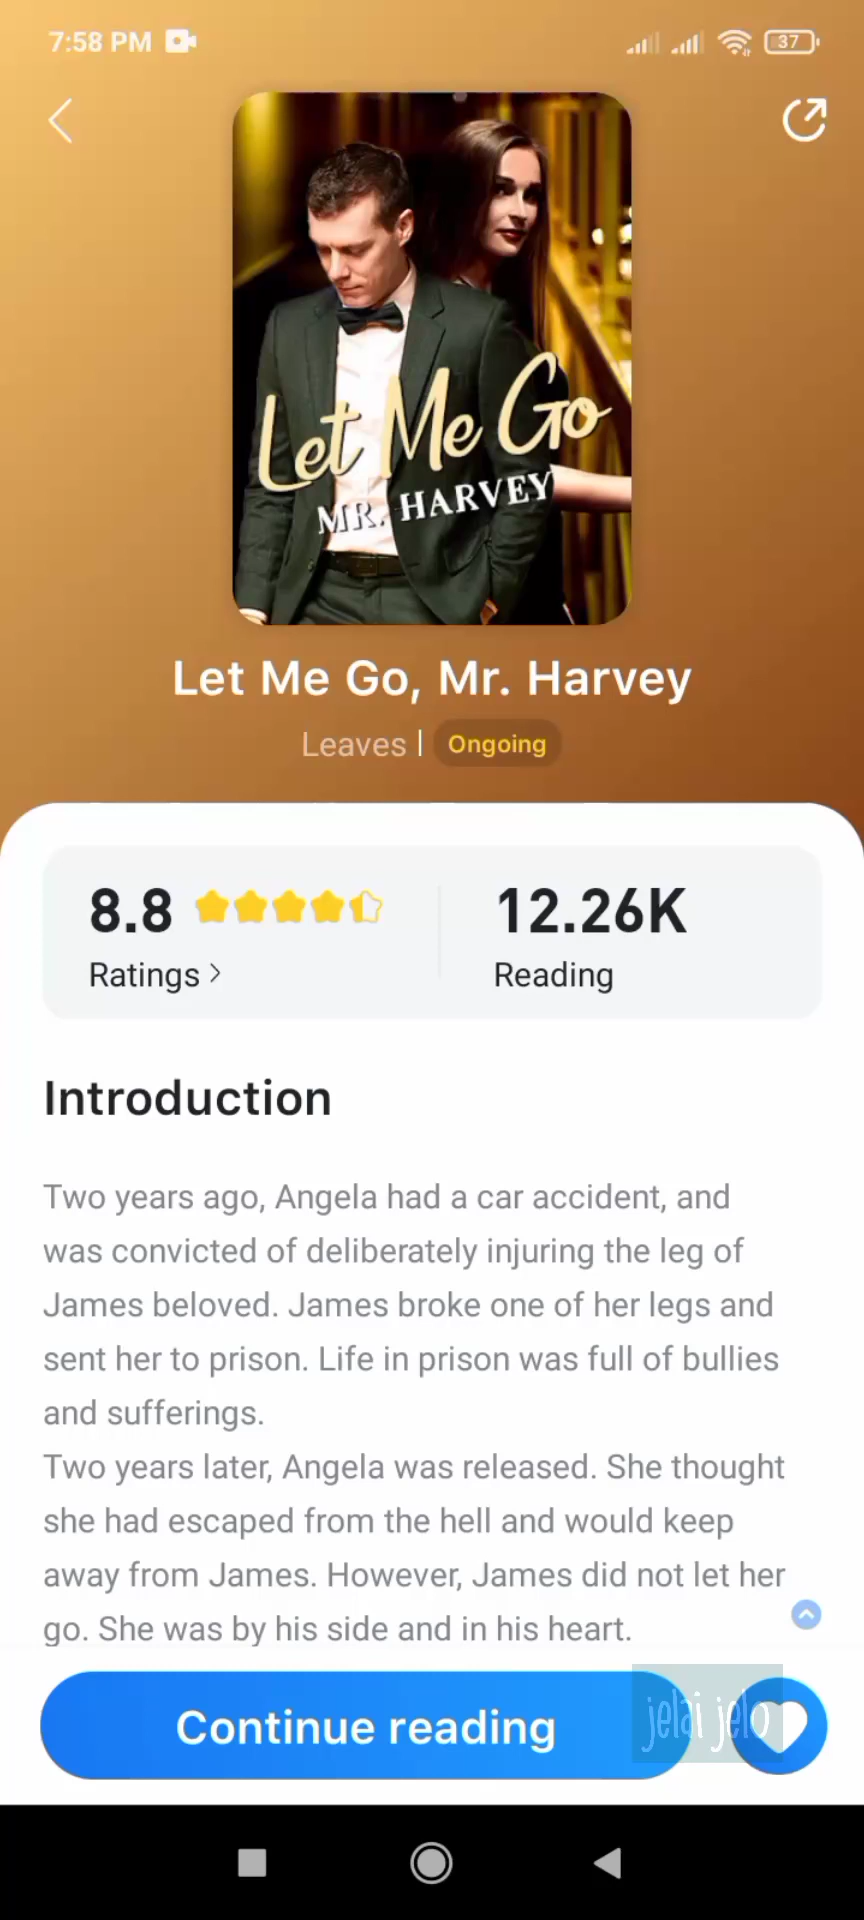 7:58 PM
37
Let Me Go
MR. HARVEY
Let Me Go, Mr. Harvey
Leaves | Ongoing
8.8
12.26K
Ratings >
Reading
Introduction
Two years ago, Angela had a car accident, and
was convicted of deliberately injuring the leg of
James beloved. James broke one of her legs and
sent her to prison. Life in prison was full of bullies
and sufferings.
Two years later, Angela was released. She thought
she had escaped from the hell and would keep
away from James. However, James did not let her
go. She was by his side and in his heart.
Continue reading
jelai jelo